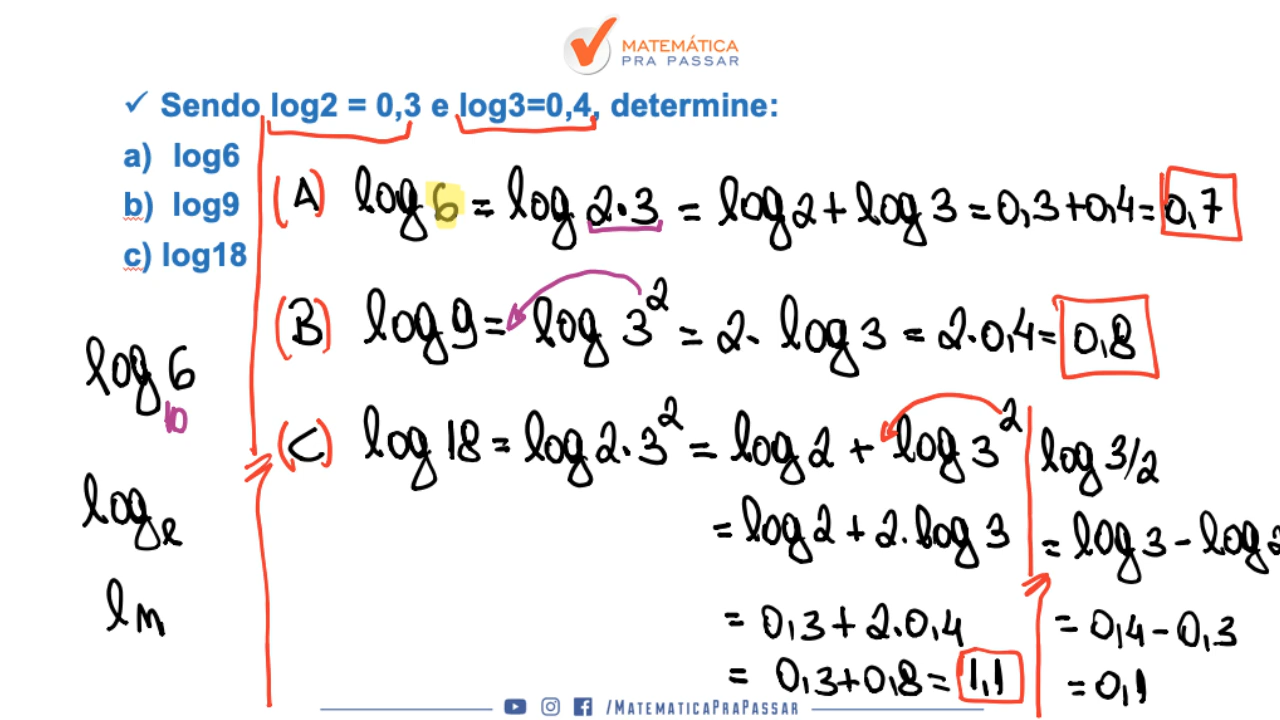 MATEMÁTICA
PRA PASSAR
✓ Sendo log2 = 0,3 e log3=0,4, determine:
a) log6
b) log9
c) log18
(A) log 6 = log 2·3 = log 2 + log 3 = 0,3+0,4 = 0,7
(B) log 9 = log 3² = 2· log 3 = 2·0,4 = 0,8
(C) log 18 = log 2·3² = log 2 + log 3²
= log 2 + 2. log 3
= 0,3 + 2.0,4
= 0,3+0,8 = 1,1
log 3/2
= log 3 - log 2
= 0,4 - 0,3
= 0,1
log 6
10
log e
ln
/MATEMATICAPRAPASSAR